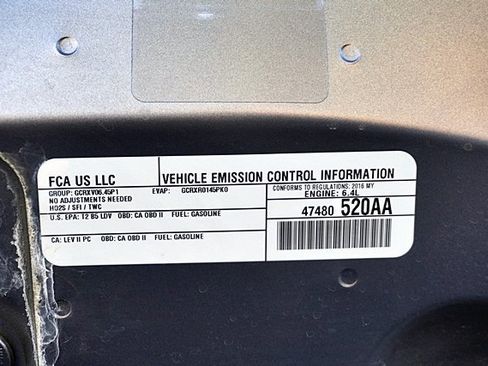 FCA US LLC
VEHICLE EMISSION CONTROL INFORMATION
GROUP: GCRXV06.45P1 EVAP: GCRXR0145PK0
NO ADJUSTMENTS NEEDED
HO2S / SFI / TWC
U.S. EPA: T2 B5 LDV OBD: CA OBD II FUEL: GASOLINE
CA: LEV II PC OBD: CA OBD II FUEL: GASOLINE
CONFORMS TO REGULATIONS: 2016 MY
ENGINE: 6.4L
47480 520AA